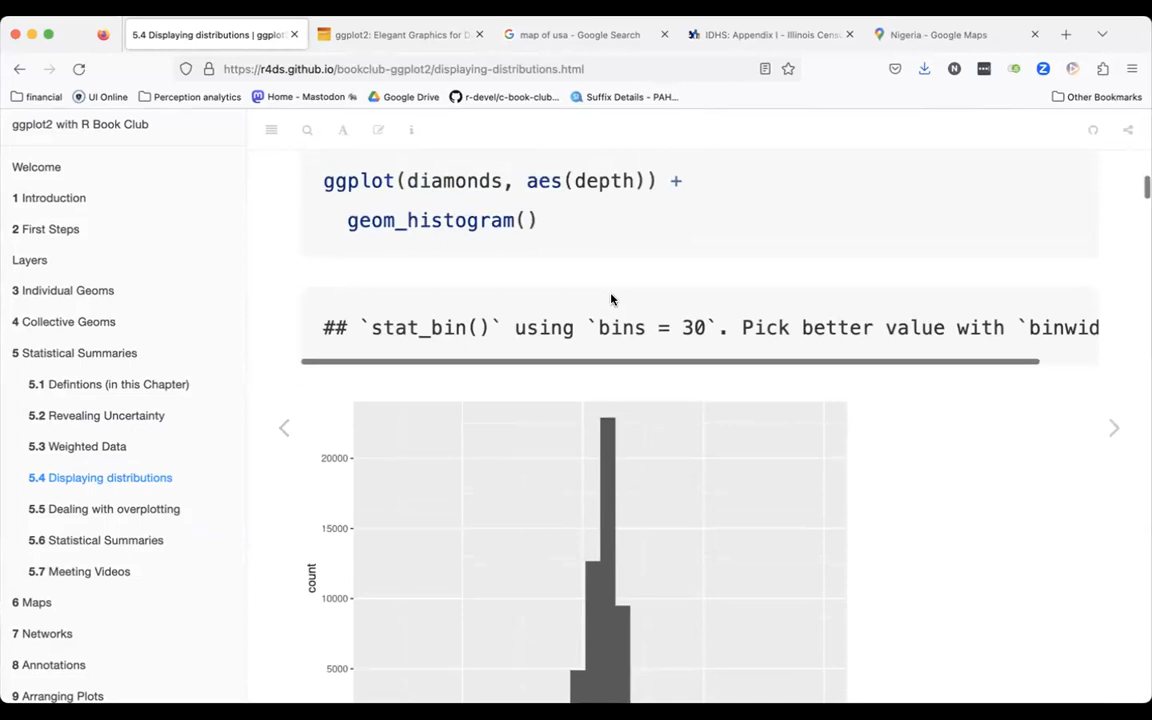 5.4 Displaying distributions | ggplot
ggplot2: Elegant Graphics for D
map of usa - Google Search
IDHS: Appendix I - Illinois Cens
Nigeria - Google Maps
https://r4ds.github.io/bookclub-ggplot2/displaying-distributions.html
financial
UI Online
Perception analytics
Home - Mastodon
Google Drive
r-devel/c-book-club...
Suffix Details - PAH...
Other Bookmarks
ggplot2 with R Book Club
Welcome
1 Introduction
2 First Steps
Layers
3 Individual Geoms
4 Collective Geoms
5 Statistical Summaries
5.1 Defintions (in this Chapter)
5.2 Revealing Uncertainty
5.3 Weighted Data
5.4 Displaying distributions
5.5 Dealing with overplotting
5.6 Statistical Summaries
5.7 Meeting Videos
6 Maps
7 Networks
8 Annotations
9 Arranging Plots
ggplot(diamonds, aes(depth)) +
geom_histogram()
## `stat_bin()` using `bins = 30`. Pick better value with `binwid
20000
15000
10000
5000
count